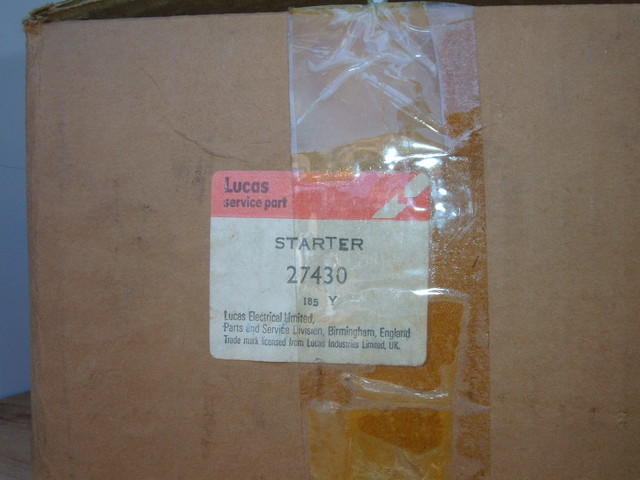 Lucas
service part
STARTER
27430
185 Y
Lucas Electrical Limited,
Parts and Service Division, Birmingham, England
Trade mark licensed from Lucas Industries Limited, UK.